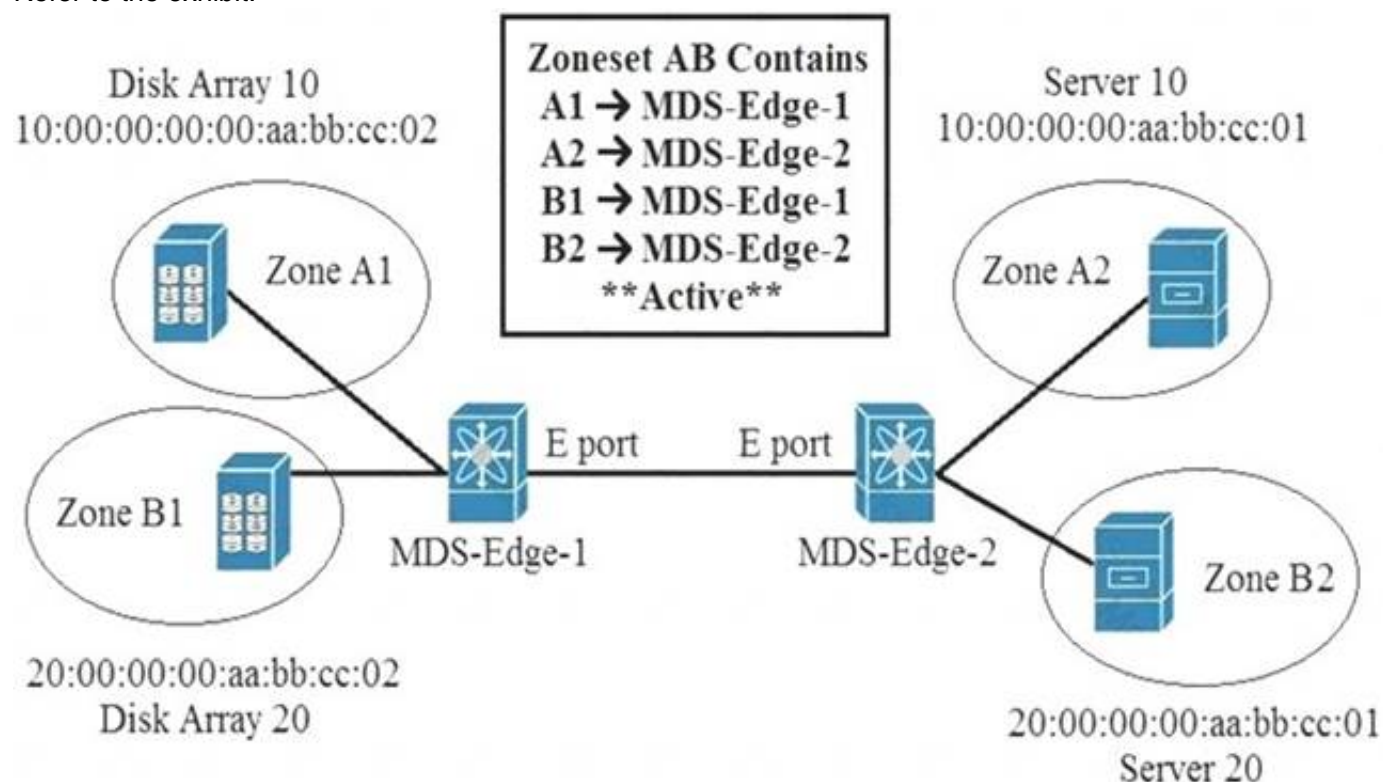 Refer to the exhibit.
Zoneset AB Contains
A1 → MDS-Edge-1
A2 → MDS-Edge-2
B1 → MDS-Edge-1
B2 → MDS-Edge-2
**Active**
Disk Array 10
10:00:00:00:00:aa:bb:cc:02
Server 10
10:00:00:00:aa:bb:cc:01
Zone A1
Zone A2
E port
E port
Zone B1
MDS-Edge-1
MDS-Edge-2
Zone B2
20:00:00:00:aa:bb:cc:02
Disk Array 20
20:00:00:00:aa:bb:cc:01
Server 20